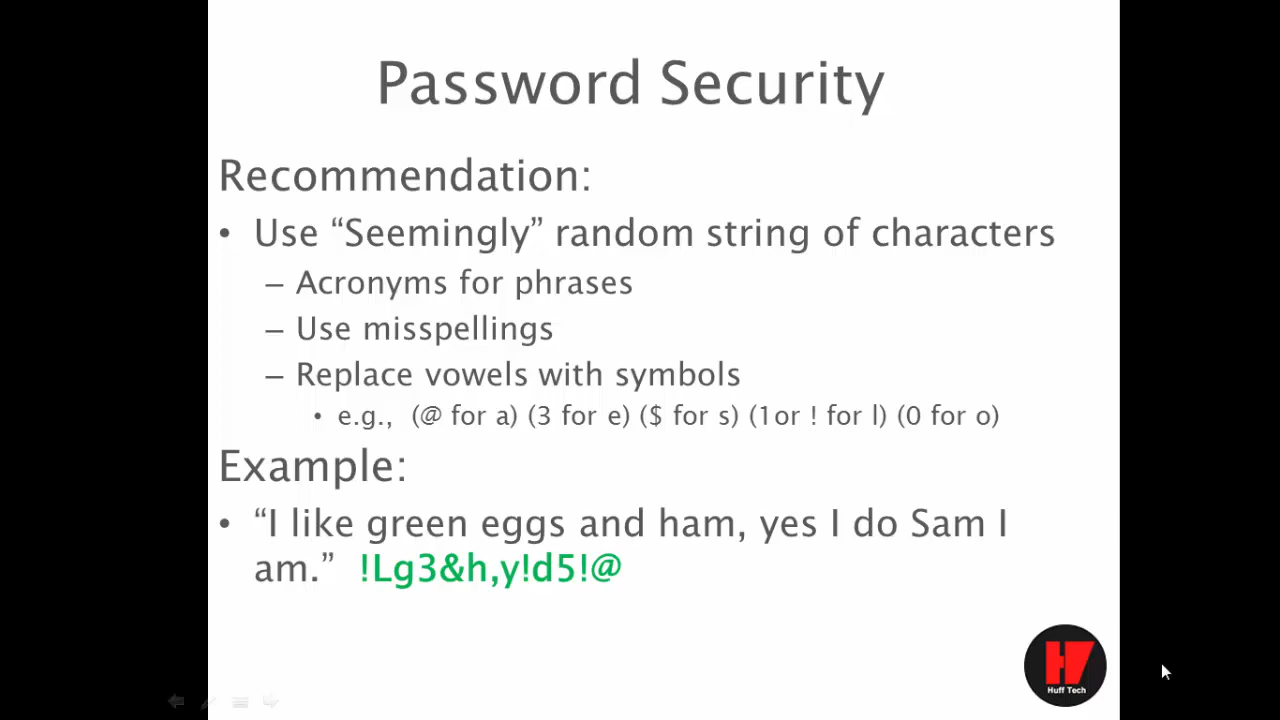 Password Security
Recommendation:
• Use “Seemingly” random string of characters
– Acronyms for phrases
– Use misspellings
– Replace vowels with symbols
• e.g., (@ for a) (3 for e) ($ for s) (1or ! for l) (0 for o)
Example:
• “I like green eggs and ham, yes I do Sam I
am.” !Lg3&h,y!d5!@
H7
Huff Tech